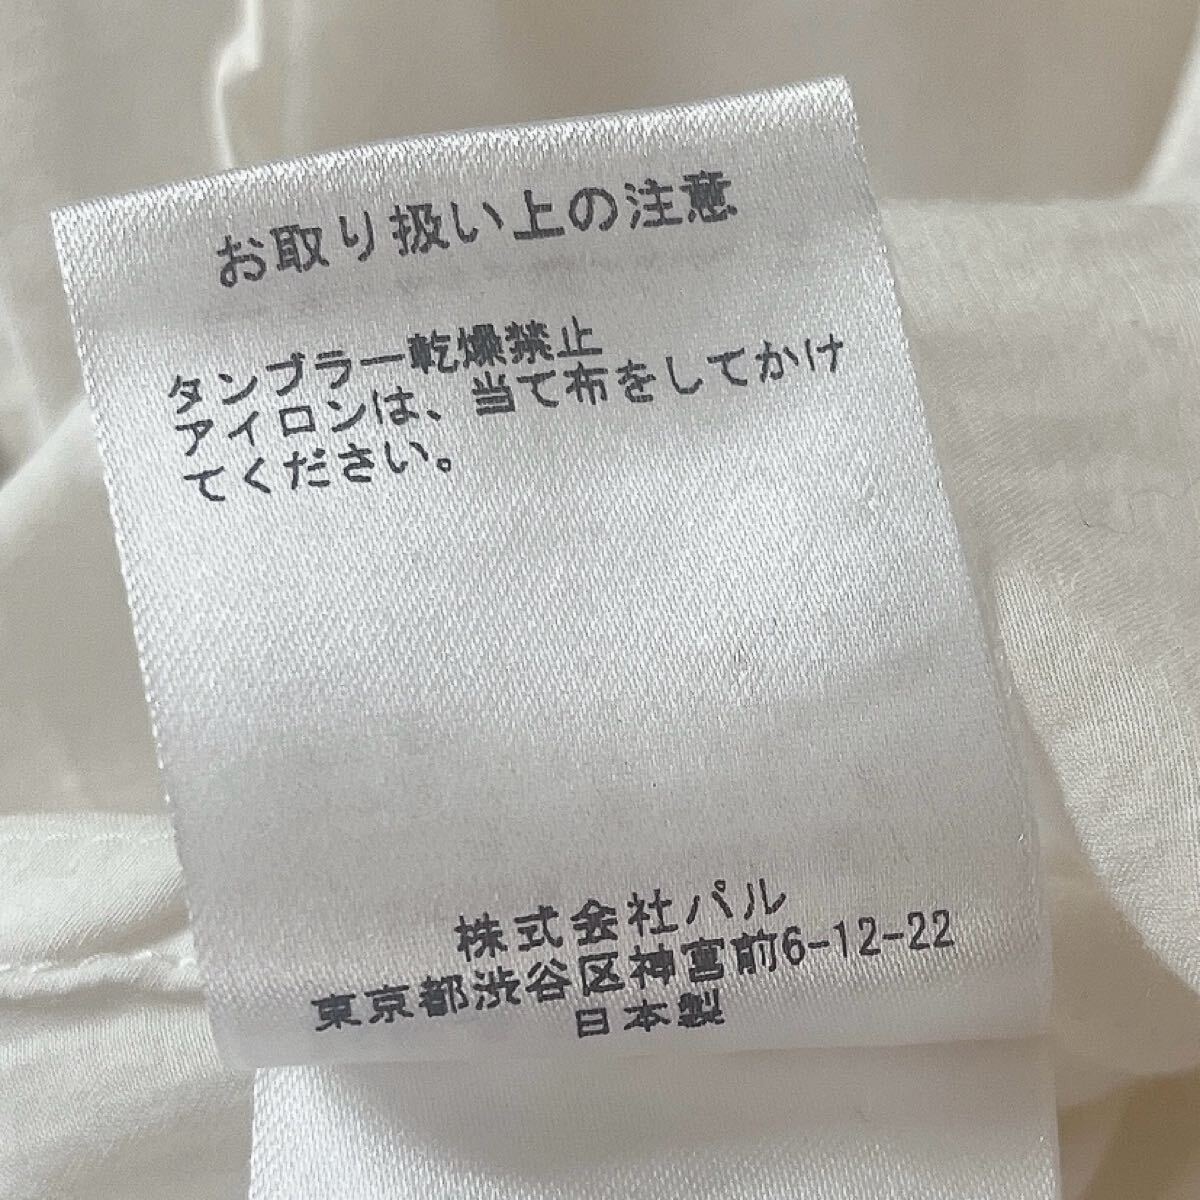 お取り扱い上の注意
タンブラー乾燥禁止
アイロンは、当て布をしてかけ
てください。
株式会社パル
東京都渋谷区神宮前6-12-22
日本製